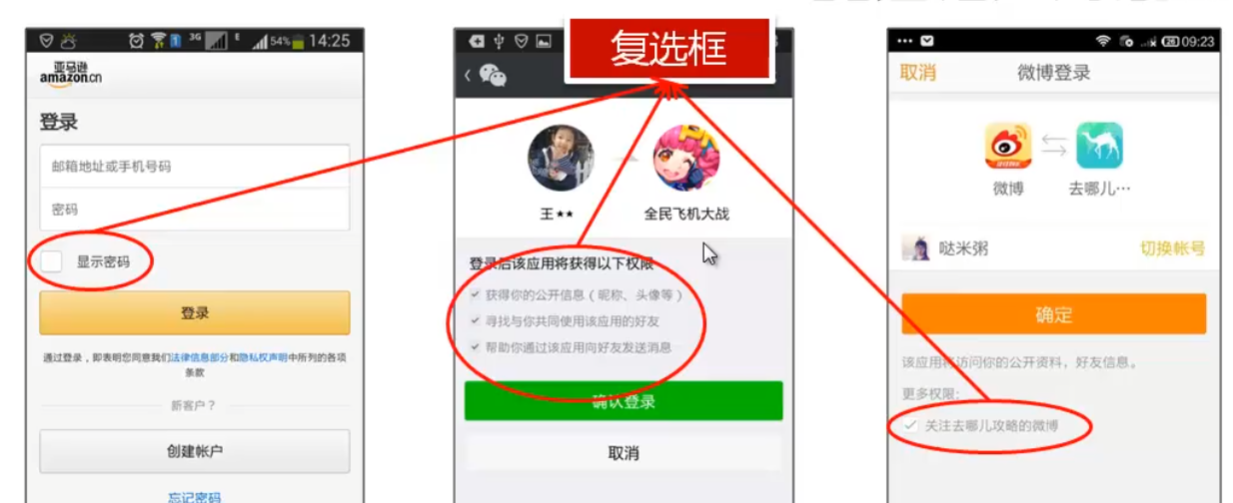 复选框
3G
E
54%
14:25
亚马逊
amazon.cn
登录
邮箱地址或手机号码
密码
显示密码
登录
通过登录，即表明您同意我们法律信息部分和隐私权声明中所列的各项
条款
新客户？
创建帐户
忘记密码
王**
全民飞机大战
登录后该应用将获得以下权限
获得你的公开信息（昵称、头像等）
寻找与你共同使用该应用的好友
帮助你通过该应用向好友发送消息
确认登录
取消
09:23
取消
微博登录
微博
去哪儿…
哒米粥
切换帐号
确定
该应用将访问你的公开资料，好友信息。
更多权限:
关注去哪儿攻略的微博